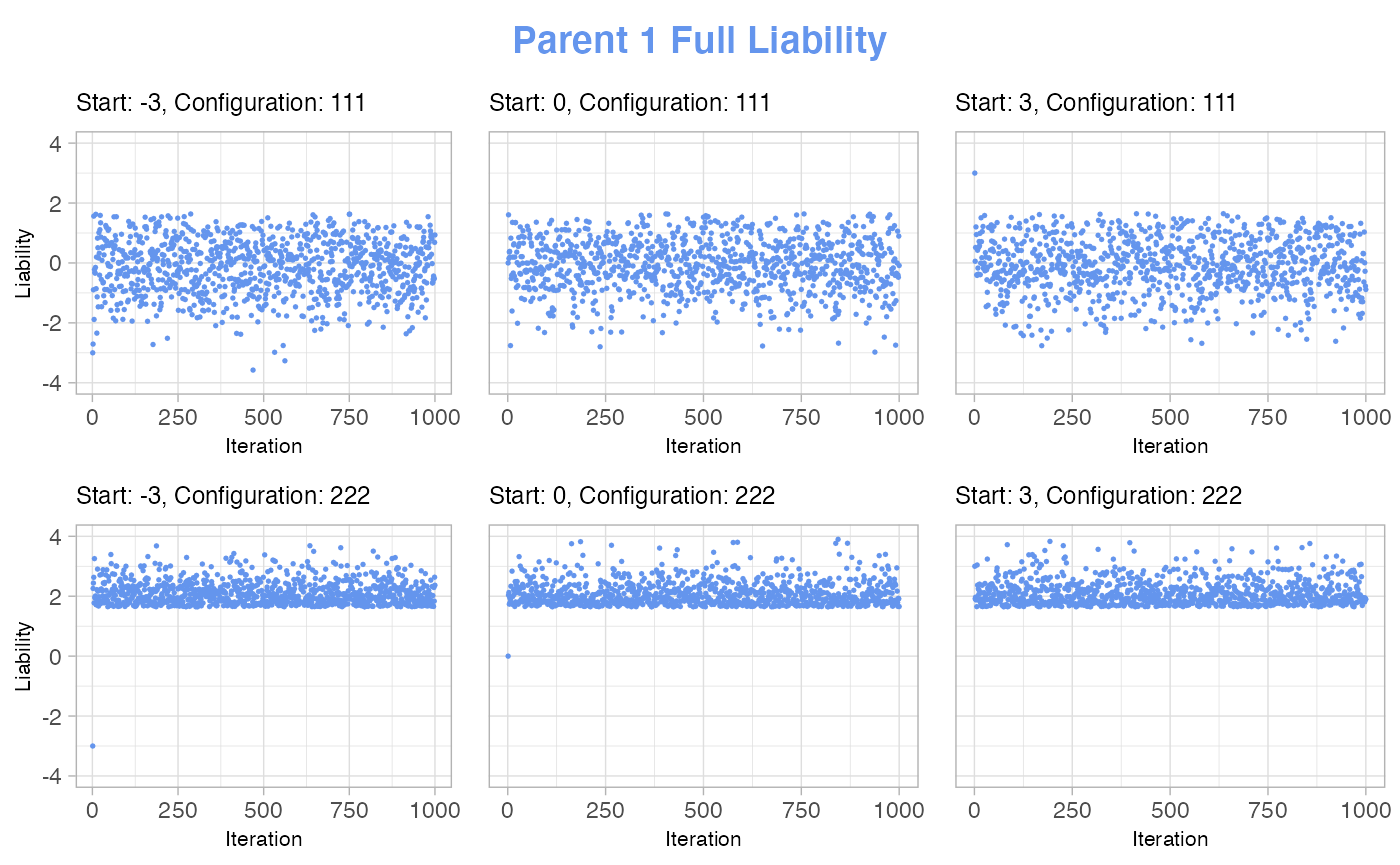 Parent 1 Full Liability
Start: -3, Configuration: 111
Start: 0, Configuration: 111
Start: 3, Configuration: 111
Liability
4
2
0
-2
-4
0 250 500 750 1000
0 250 500 750 1000
0 250 500 750 1000
Iteration
Iteration
Iteration
Start: -3, Configuration: 222
Start: 0, Configuration: 222
Start: 3, Configuration: 222
Liability
4
2
0
-2
-4
0 250 500 750 1000
0 250 500 750 1000
0 250 500 750 1000
Iteration
Iteration
Iteration